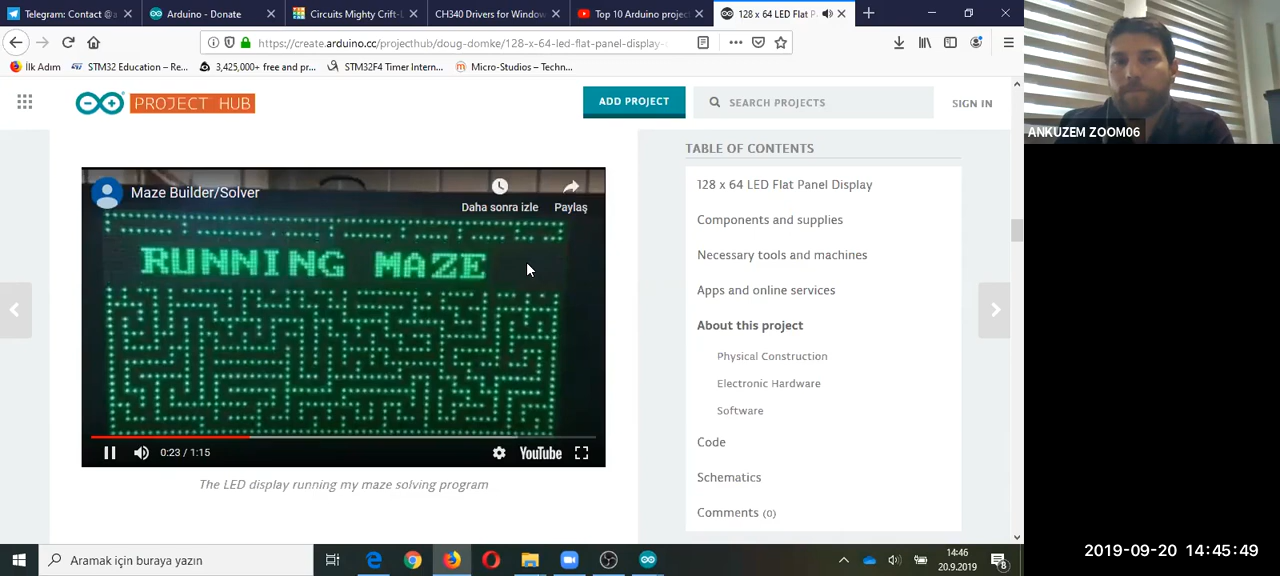 Telegram: Contact @a
Arduino - Donate
Circuits Mighty Crift-L
CH340 Drivers for Window
Top 10 Arduino project
128 x 64 LED Flat P
https://create.arduino.cc/projecthub/doug-domke/128-x-64-led-flat-panel-display-
İlk Adım
STM32 Education – Re...
3,425,000+ free and pr...
STM32F4 Timer Intern...
Micro-Studios – Techn...
PROJECT HUB
ADD PROJECT
SEARCH PROJECTS
SIGN IN
Maze Builder/Solver
Daha sonra izle
Paylaş
RUNNING MAZE
0:23 / 1:15
YouTube
The LED display running my maze solving program
TABLE OF CONTENTS
128 x 64 LED Flat Panel Display
Components and supplies
Necessary tools and machines
Apps and online services
About this project
Physical Construction
Electronic Hardware
Software
Code
Schematics
Comments (0)
ANKUZEM ZOOM06
2019-09-20 14:45:49
Aramak için buraya yazın
14:46
20.9.2019
8